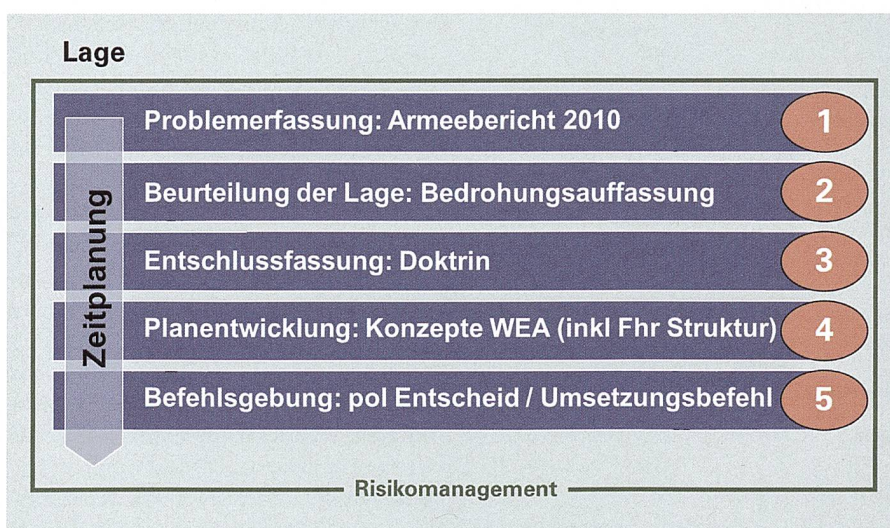 Lage
Problemerfassung: Armeebericht 2010 1
Beurteilung der Lage: Bedrohungsauffassung 2
Entschlussfassung: Doktrin 3
Planentwicklung: Konzepte WEA (inkl Fhr Struktur) 4
Befehlsgebung: pol Entscheid / Umsetzungsbefehl 5
Zeitplanung
Risikomanagement